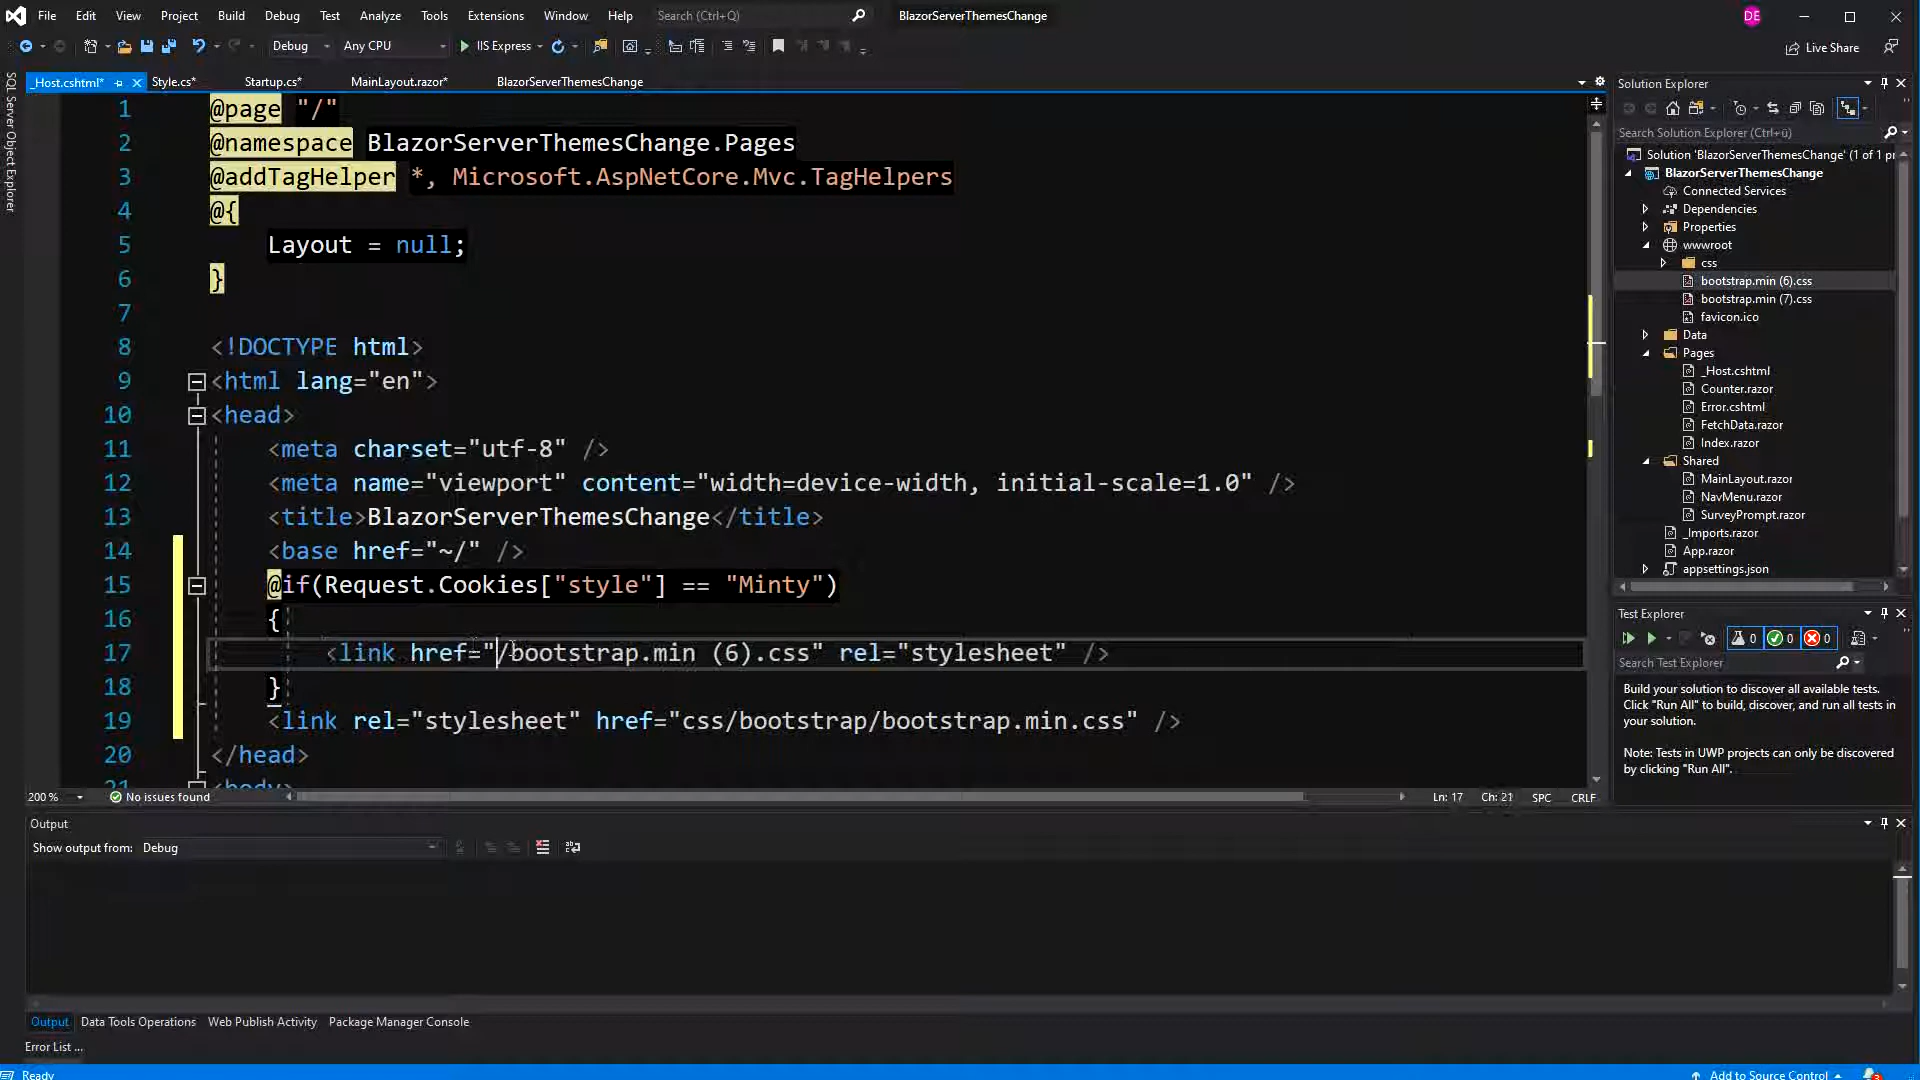 File Edit View Project Build Debug Test Analyze Tools Extensions Window Help Search (Ctrl+Q) BlazorServerThemesChange DE
Debug Any CPU IIS Express Live Share
SQL Server Object Explorer
_Host.cshtml* Style.cs* Startup.cs* MainLayout.razor* BlazorServerThemesChange
1 @page "/"
2 @namespace BlazorServerThemesChange.Pages
3 @addTagHelper *, Microsoft.AspNetCore.Mvc.TagHelpers
4 @{
5 Layout = null;
6 }
7
8 <!DOCTYPE html>
9 <html lang="en">
10 <head>
11 <meta charset="utf-8" />
12 <meta name="viewport" content="width=device-width, initial-scale=1.0" />
13 <title>BlazorServerThemesChange</title>
14 <base href="~/" />
15 @if(Request.Cookies["style"] == "Minty")
16 {
17 <link href="/bootstrap.min (6).css" rel="stylesheet" />
18 }
19 <link rel="stylesheet" href="css/bootstrap/bootstrap.min.css" />
20 </head>
21 <body>
200 % No issues found Ln: 17 Ch: 21 SPC CRLF
Solution Explorer
Search Solution Explorer (Ctrl+ü)
Solution 'BlazorServerThemesChange' (1 of 1 pr
BlazorServerThemesChange
Connected Services
Dependencies
Properties
wwwroot
css
bootstrap.min (6).css
bootstrap.min (7).css
favicon.ico
Data
Pages
_Host.cshtml
Counter.razor
Error.cshtml
FetchData.razor
Index.razor
Shared
MainLayout.razor
NavMenu.razor
SurveyPrompt.razor
_Imports.razor
App.razor
appsettings.json
Test Explorer
0 0 0
Search Test Explorer
Build your solution to discover all available tests.
Click "Run All" to build, discover, and run all tests in
your solution.
Note: Tests in UWP projects can only be discovered
by clicking "Run All".
Output
Show output from: Debug
Output Data Tools Operations Web Publish Activity Package Manager Console
Error List ...
Ready Add to Source Control